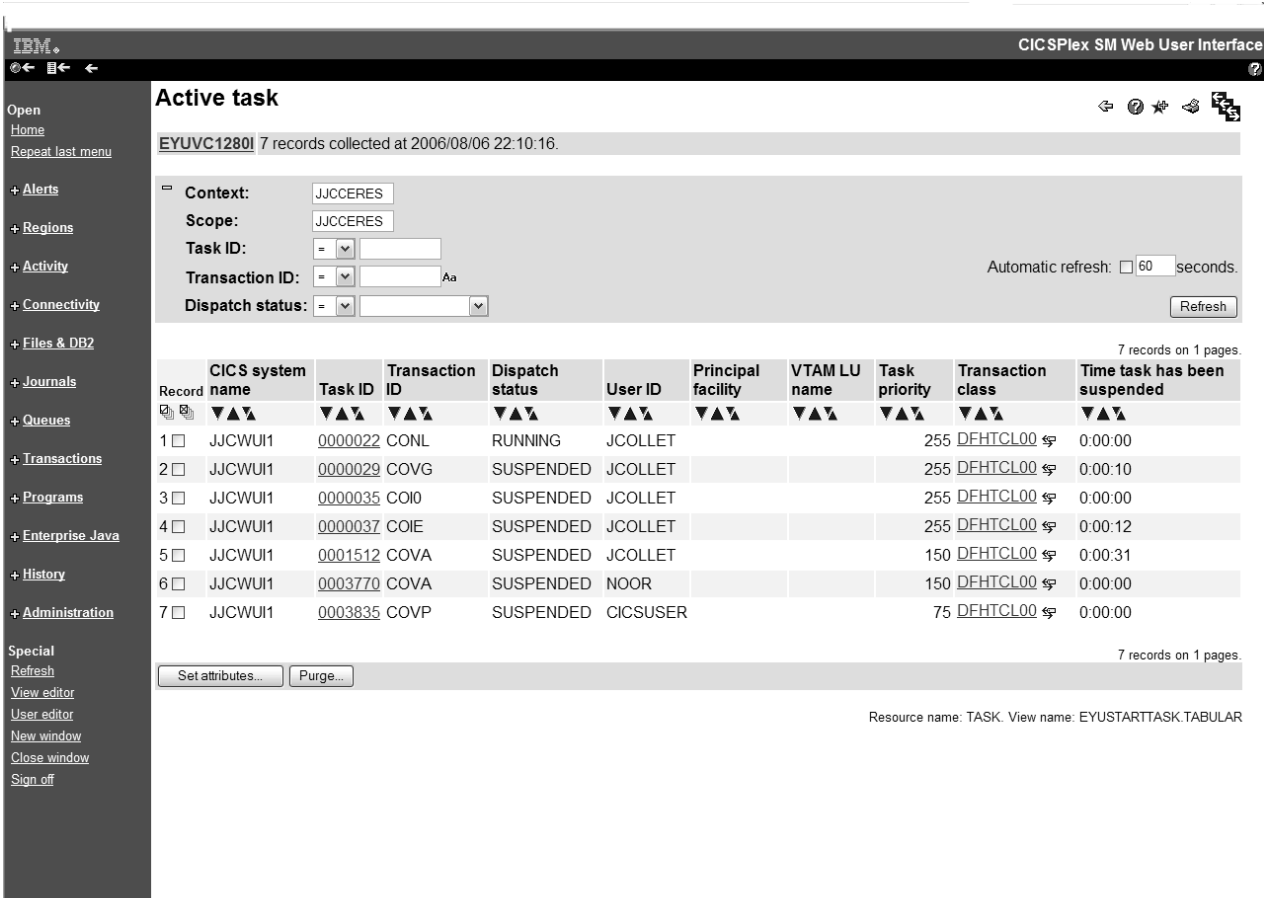 IBM.
CICSPlex SM Web User Interface
Open
Home
Repeat last menu
+ Alerts
+ Regions
+ Activity
+ Connectivity
+ Files & DB2
+ Journals
+ Queues
+ Transactions
+ Programs
+ Enterprise Java
+ History
+ Administration
Special
Refresh
View editor
User editor
New window
Close window
Sign off
Active task
EYUVC1280I 7 records collected at 2006/08/06 22:10:16.
Context: JJCCERES
Scope: JJCCERES
Task ID: =
Transaction ID: = Aa
Dispatch status: =
Automatic refresh: 60 seconds.
Refresh
7 records on 1 pages.
Record CICS system name Task ID Transaction ID Dispatch status User ID Principal facility VTAM LU name Task priority Transaction class Time task has been suspended
1 JJCWUI1 0000022 CONL RUNNING JCOLLET 255 DFHTCL00 0:00:00
2 JJCWUI1 0000029 COVG SUSPENDED JCOLLET 255 DFHTCL00 0:00:10
3 JJCWUI1 0000035 COI0 SUSPENDED JCOLLET 255 DFHTCL00 0:00:00
4 JJCWUI1 0000037 COIE SUSPENDED JCOLLET 255 DFHTCL00 0:00:12
5 JJCWUI1 0001512 COVA SUSPENDED JCOLLET 150 DFHTCL00 0:00:31
6 JJCWUI1 0003770 COVA SUSPENDED NOOR 150 DFHTCL00 0:00:00
7 JJCWUI1 0003835 COVP SUSPENDED CICSUSER 75 DFHTCL00 0:00:00
7 records on 1 pages.
Set attributes... Purge...
Resource name: TASK. View name: EYUSTARTTASK.TABULAR